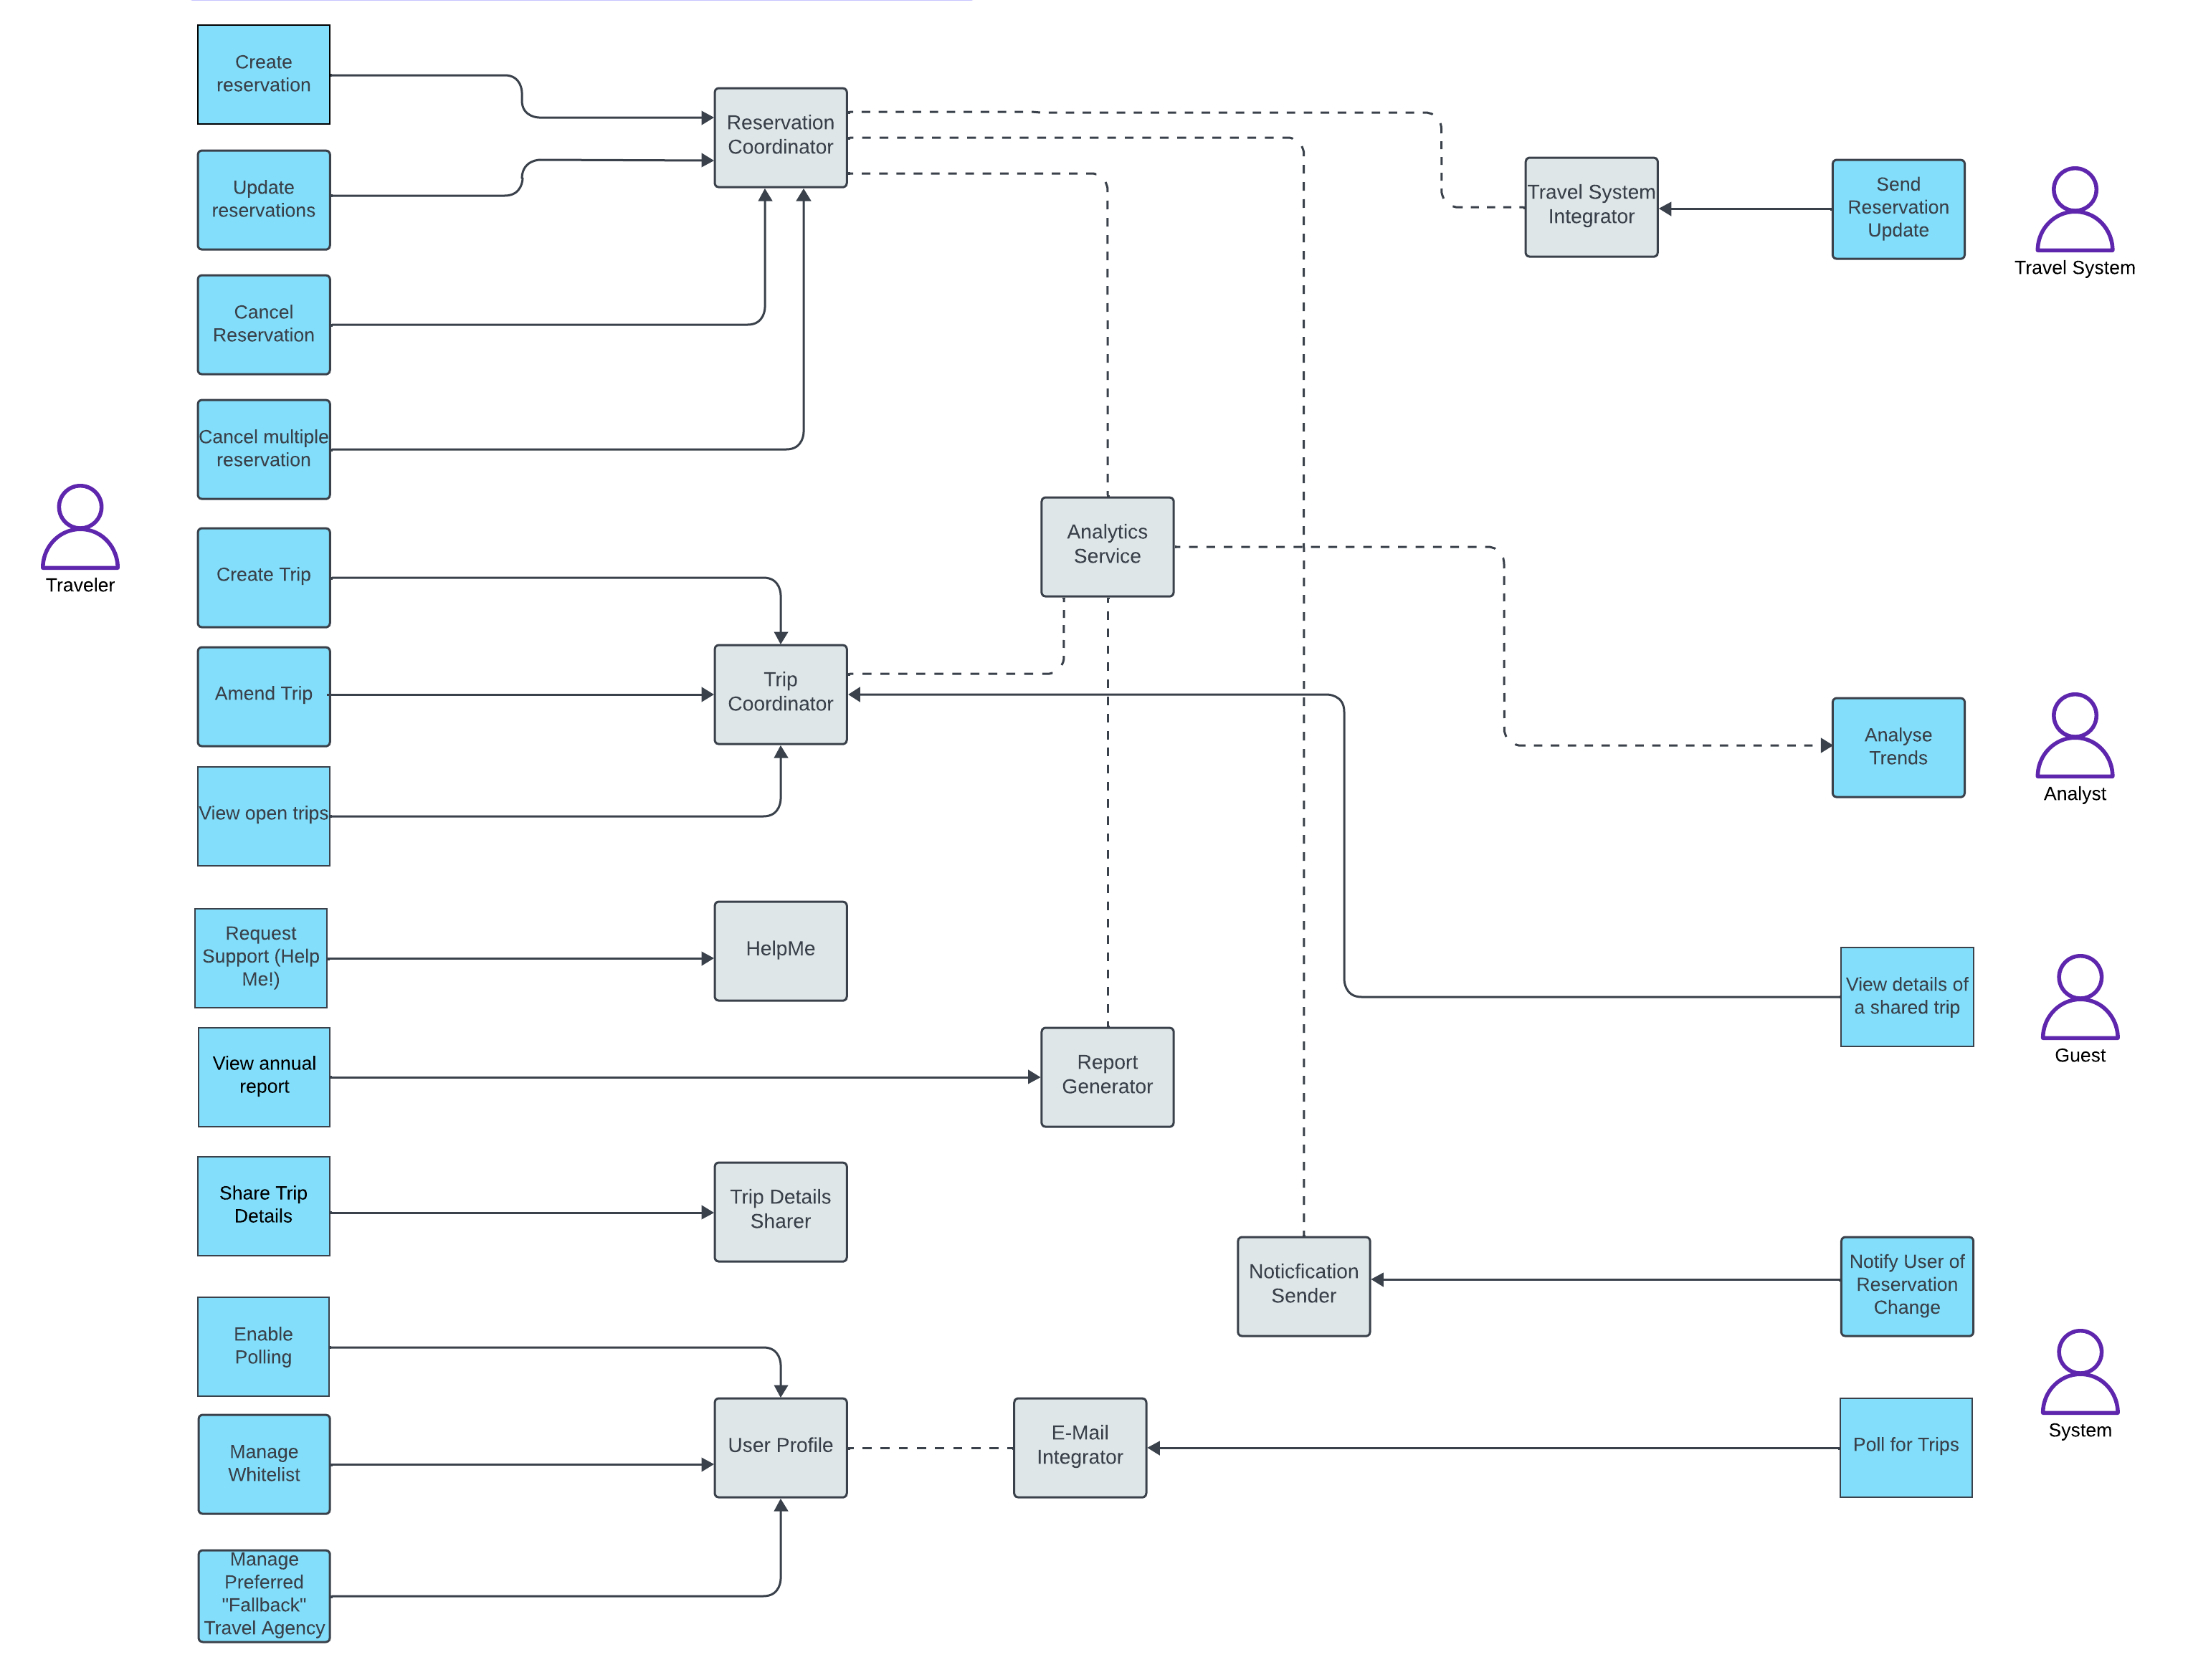 Create
reservation
Update
reservations
Cancel
Reservation
Cancel multiple
reservation
Create Trip
Amend Trip
View open trips
Request
Support (Help
Me!)
View annual
report
Share Trip
Details
Enable
Polling
Manage
Whitelist
Manage
Preferred
"Fallback"
Travel Agency
Traveler
Reservation
Coordinator
Trip
Coordinator
HelpMe
Trip Details
Sharer
User Profile
Analytics
Service
Report
Generator
E-Mail
Integrator
Noticfication
Sender
Travel System
Integrator
Send
Reservation
Update
Travel System
Analyse
Trends
Analyst
View details of
a shared trip
Guest
Notify User of
Reservation
Change
Poll for Trips
System